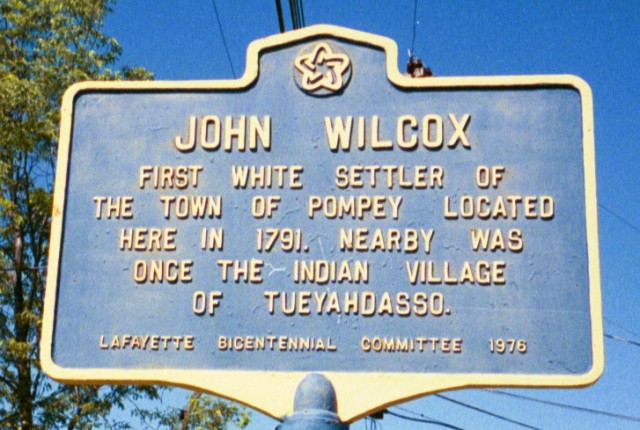 JOHN WILCOX
FIRST WHITE SETTLER OF
THE TOWN OF POMPEY LOCATED
HERE IN 1791. NEARBY WAS
ONCE THE INDIAN VILLAGE
OF TUEYAHDASSO.
LAFAYETTE BICENTENNIAL COMMITTEE 1976